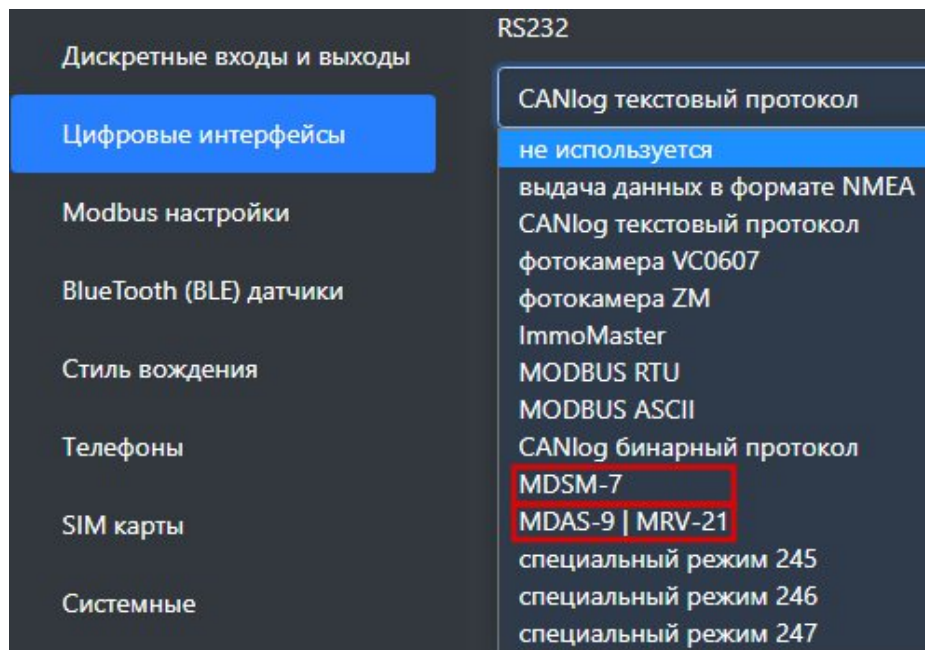 Дискретные входы и выходы
Цифровые интерфейсы
Modbus настройки
BlueTooth (BLE) датчики
Стиль вождения
Телефоны
SIM карты
Системные
RS232
CANlog текстовый протокол
не используется
выдача данных в формате NMEA
CANlog текстовый протокол
фотокамера VC0607
фотокамера ZM
ImmoMaster
MODBUS RTU
MODBUS ASCII
CANlog бинарный протокол
MDSM-7
MDAS-9 | MRV-21
специальный режим 245
специальный режим 246
специальный режим 247